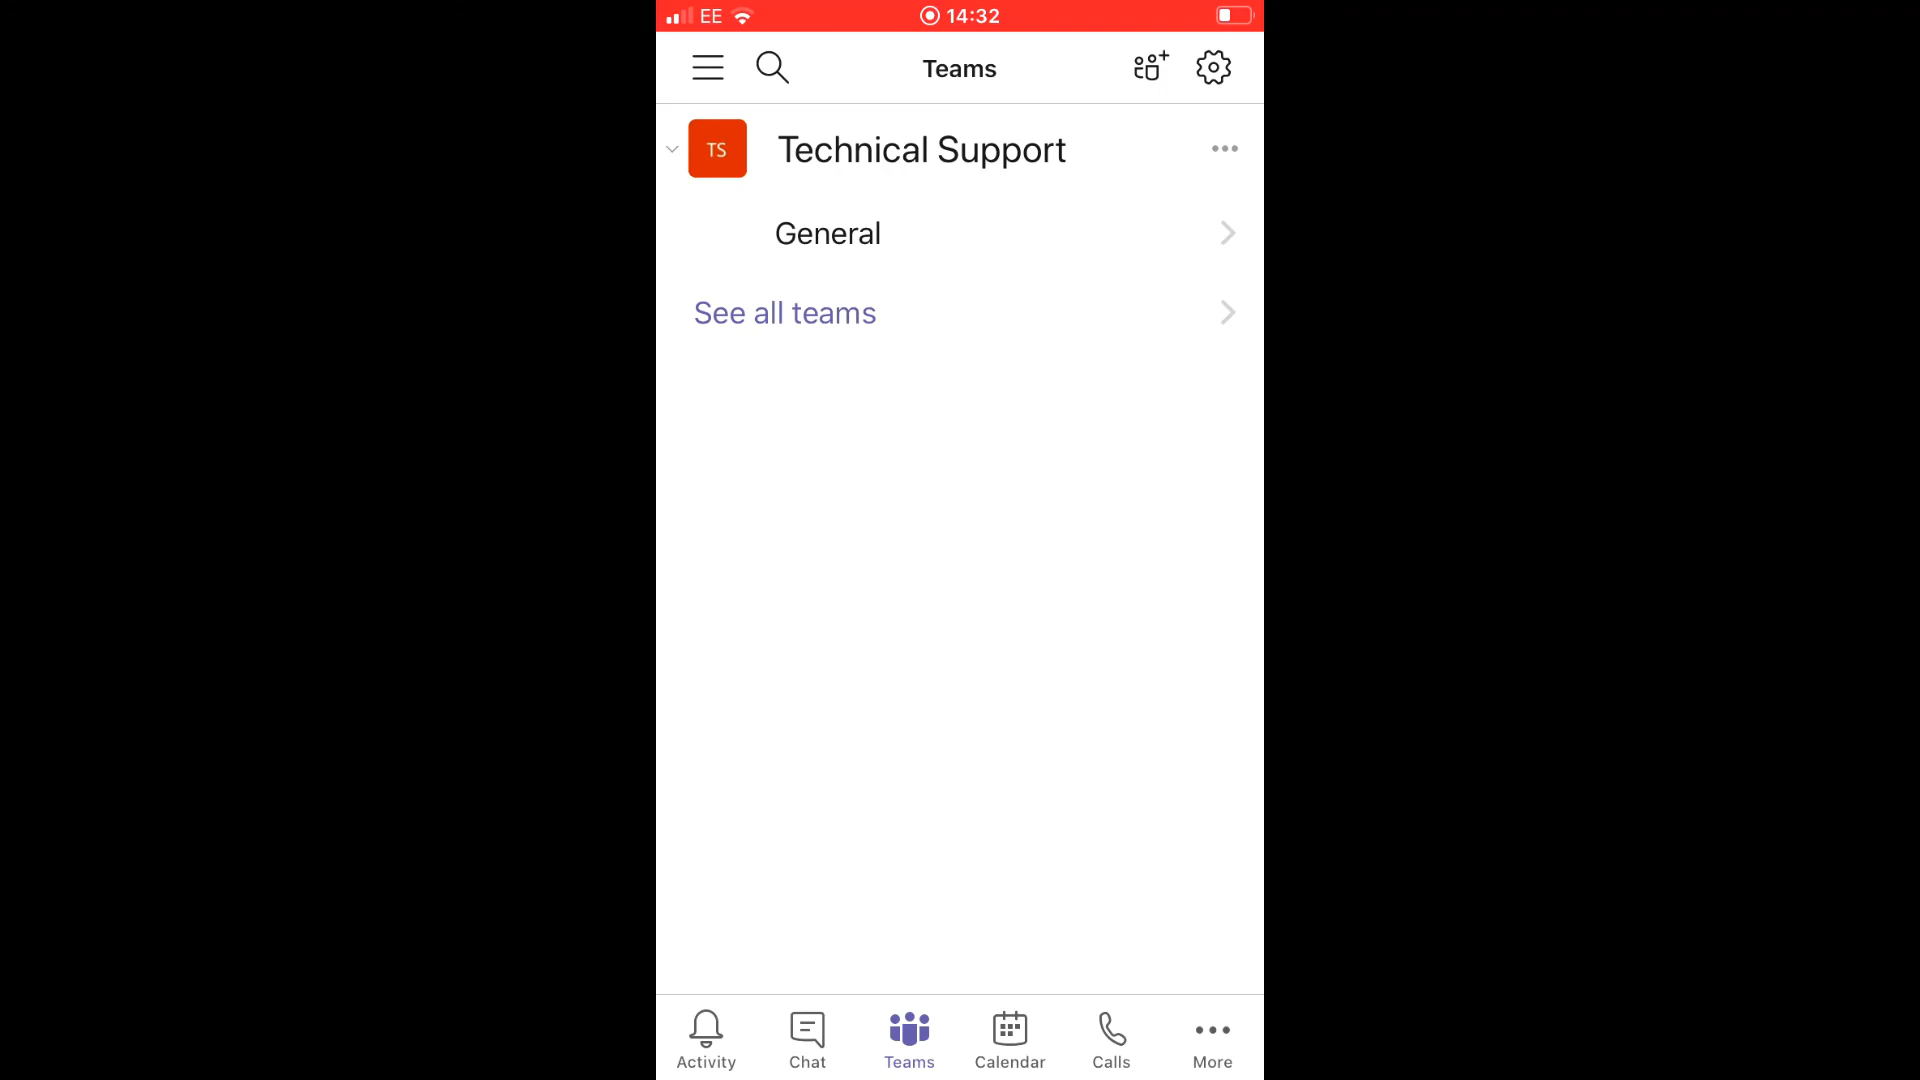 EE 14:32
Teams
TS Technical Support
General
See all teams
Activity Chat Teams Calendar Calls More